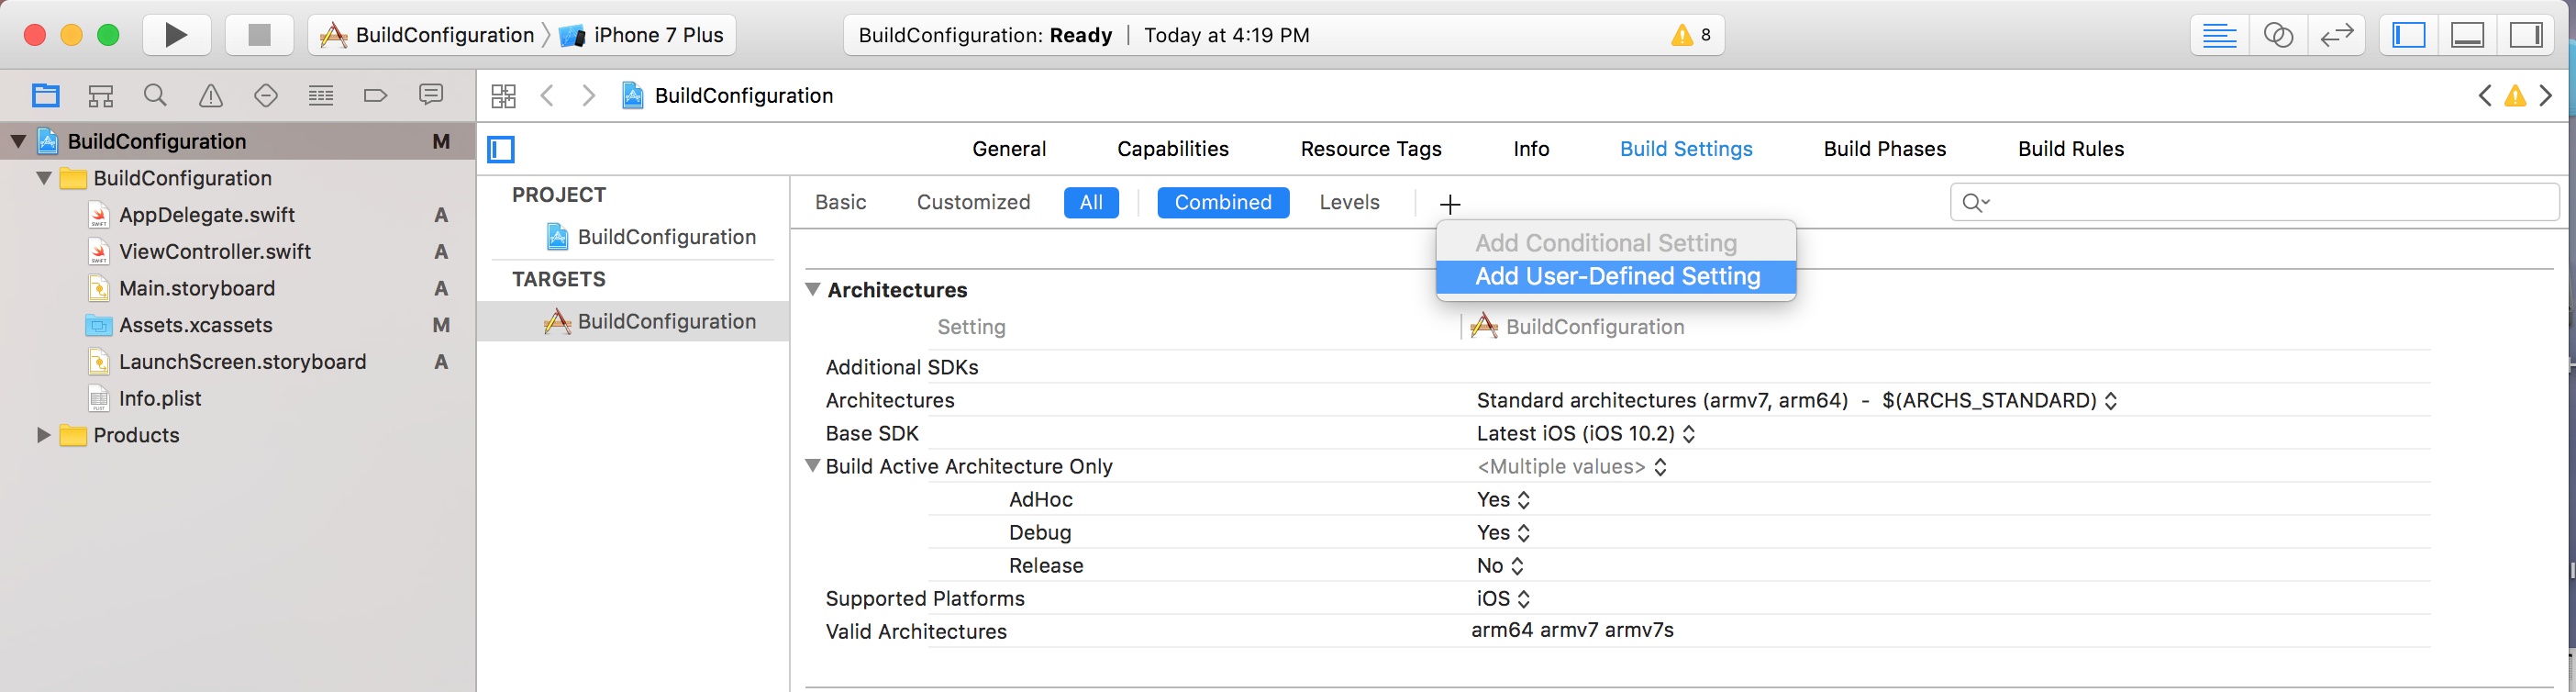 BuildConfiguration iPhone 7 Plus BuildConfiguration: Ready Today at 4:19 PM 8
BuildConfiguration
BuildConfiguration M
BuildConfiguration
AppDelegate.swift A
ViewController.swift A
Main.storyboard A
Assets.xcassets M
LaunchScreen.storyboard A
Info.plist
Products
General Capabilities Resource Tags Info Build Settings Build Phases Build Rules
PROJECT
BuildConfiguration
TARGETS
BuildConfiguration
Basic Customized All Combined Levels +
Add Conditional Setting
Add User-Defined Setting
Architectures
Setting BuildConfiguration
Additional SDKs
Architectures Standard architectures (armv7, arm64) - $(ARCHS_STANDARD)
Base SDK Latest iOS (iOS 10.2)
Build Active Architecture Only <Multiple values>
AdHoc Yes
Debug Yes
Release No
Supported Platforms iOS
Valid Architectures arm64 armv7 armv7s